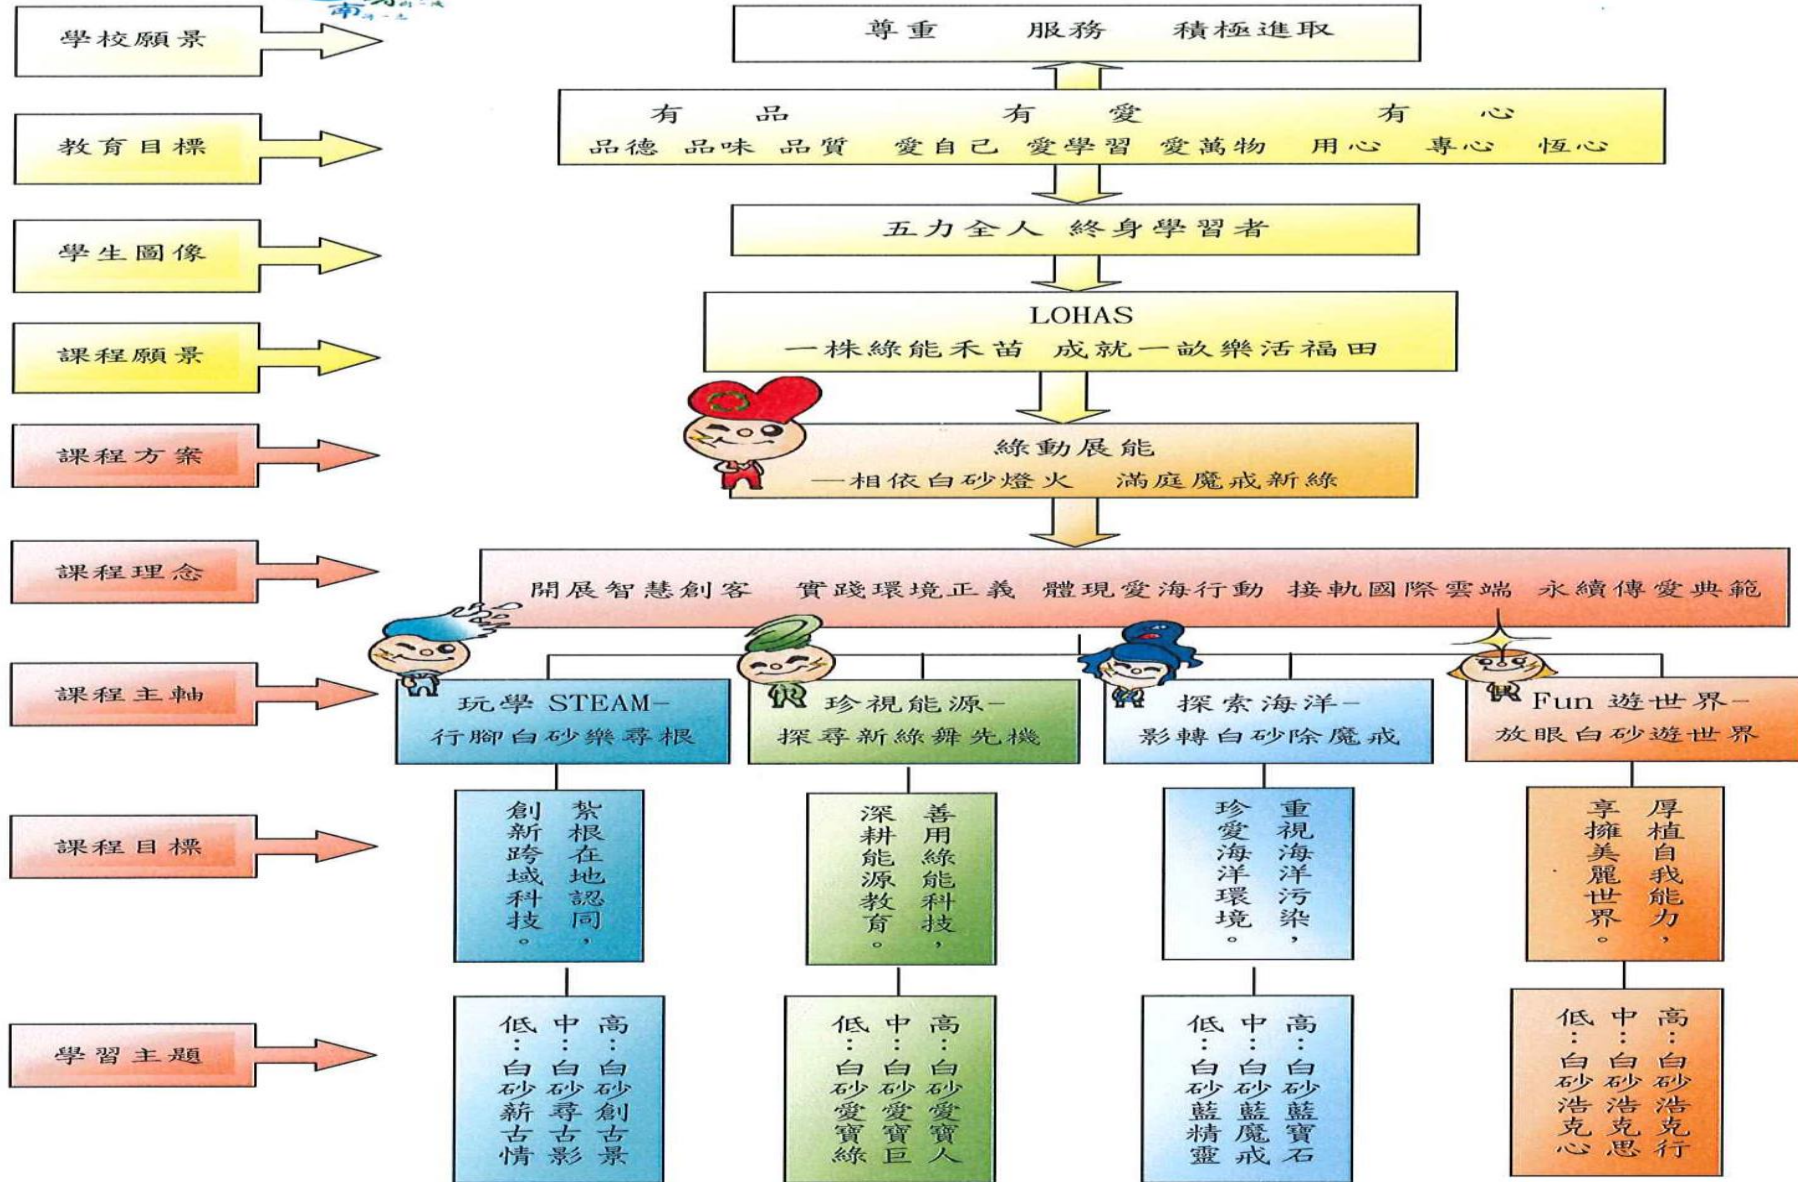 學校願景
尊重 服務 積極進取
教育目標
有品 有愛 有心
品德 品味 品質 愛自己 愛學習 愛萬物 用心 專心 恆心
學生圖像
五力全人 終身學習者
課程願景
LOHAS
一株綠能禾苗 成就一畝樂活福田
課程方案
綠動展能
—相依白砂燈火 滿庭魔戒新綠
課程理念
開展智慧創客 實踐環境正義 體現愛海行動 接軌國際雲端 永續傳愛典範
課程主軸
玩學 STEAM-
行腳白砂樂尋根
珍視能源-
探尋新綠舞先機
探索海洋-
影轉白砂除魔戒
Fun 遊世界-
放眼白砂遊世界
課程目標
紮根在地認同，
創新跨域科技。
善用綠能科技，
深耕能源教育。
重視海洋污染，
珍愛海洋環境。
厚植自我能力，
享擁美麗世界。
學習主題
高：白砂創古景
中：白砂尋古影
低：白砂薪古情
高：白砂愛寶人
中：白砂愛寶巨
低：白砂愛寶綠
高：白砂藍寶石
中：白砂藍魔戒
低：白砂藍精靈
高：白砂浩克行
中：白砂浩克思
低：白砂浩克心